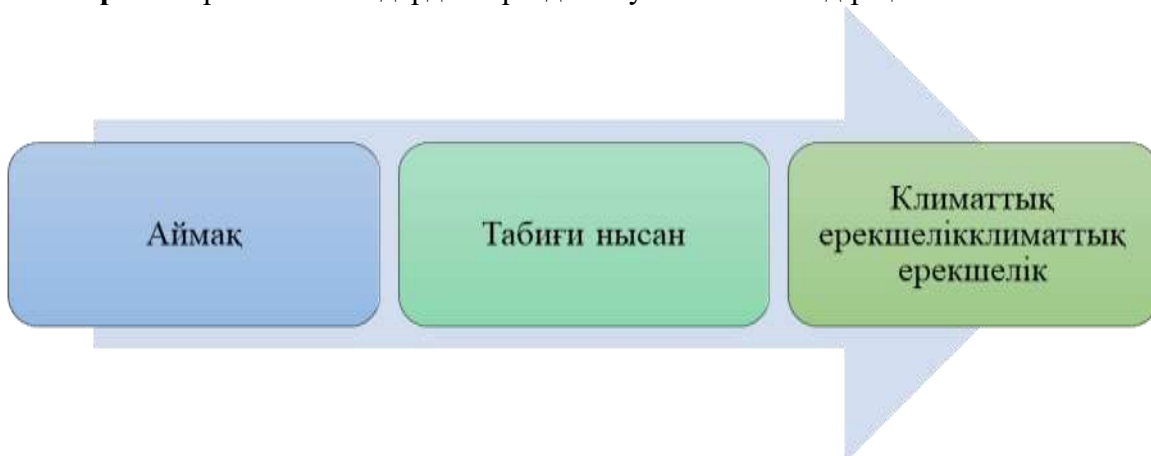 Аймақ
Табиғи нысан
Климаттық
ерекшелікклиматтық
ерекшелік